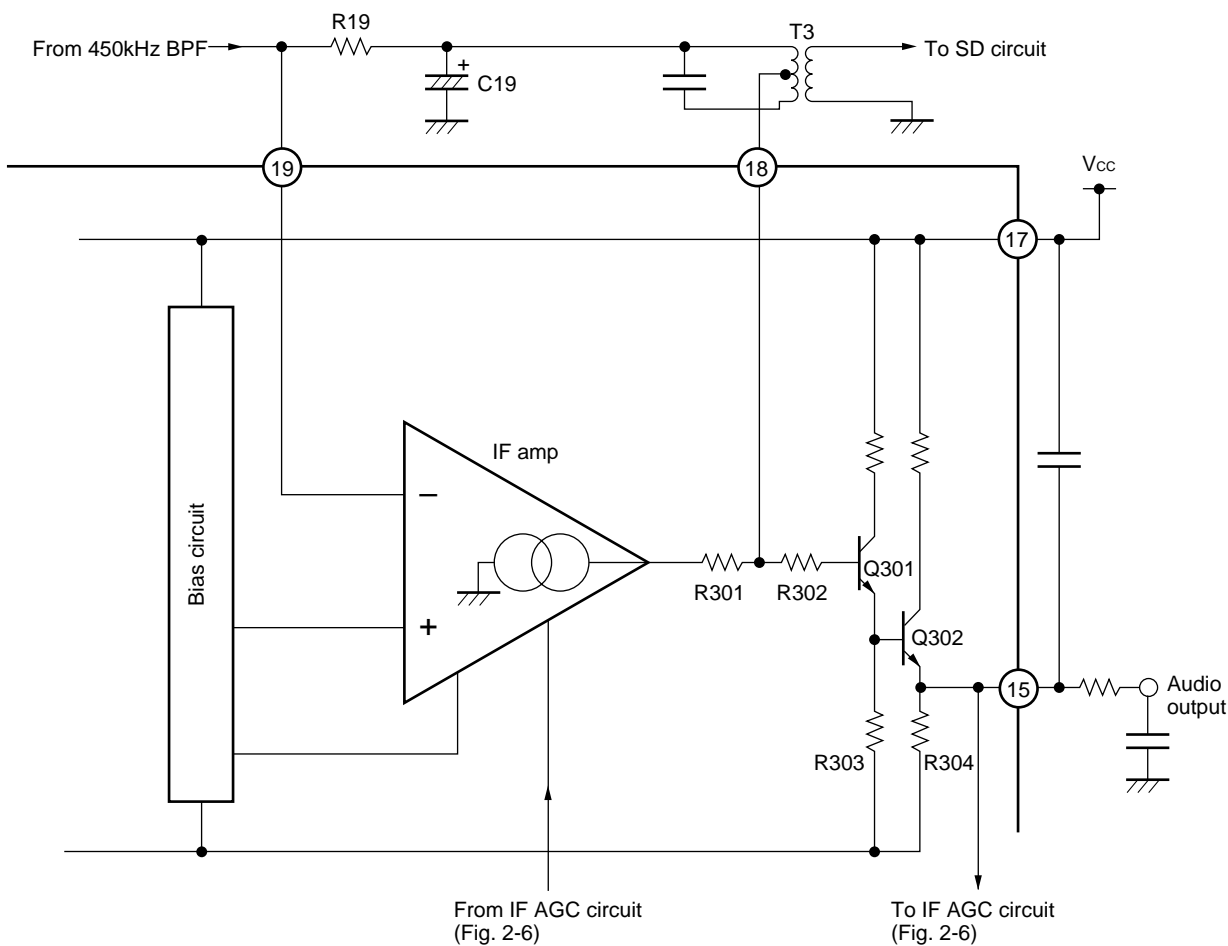 R19
T3
From 450kHz BPF
To SD circuit
+
C19
19
18
Vcc
17
IF amp
−
Bias circuit
Q301
R301
R302
+
Q302
15
Audio
output
R303
R304
From IF AGC circuit
(Fig. 2-6)
To IF AGC circuit
(Fig. 2-6)